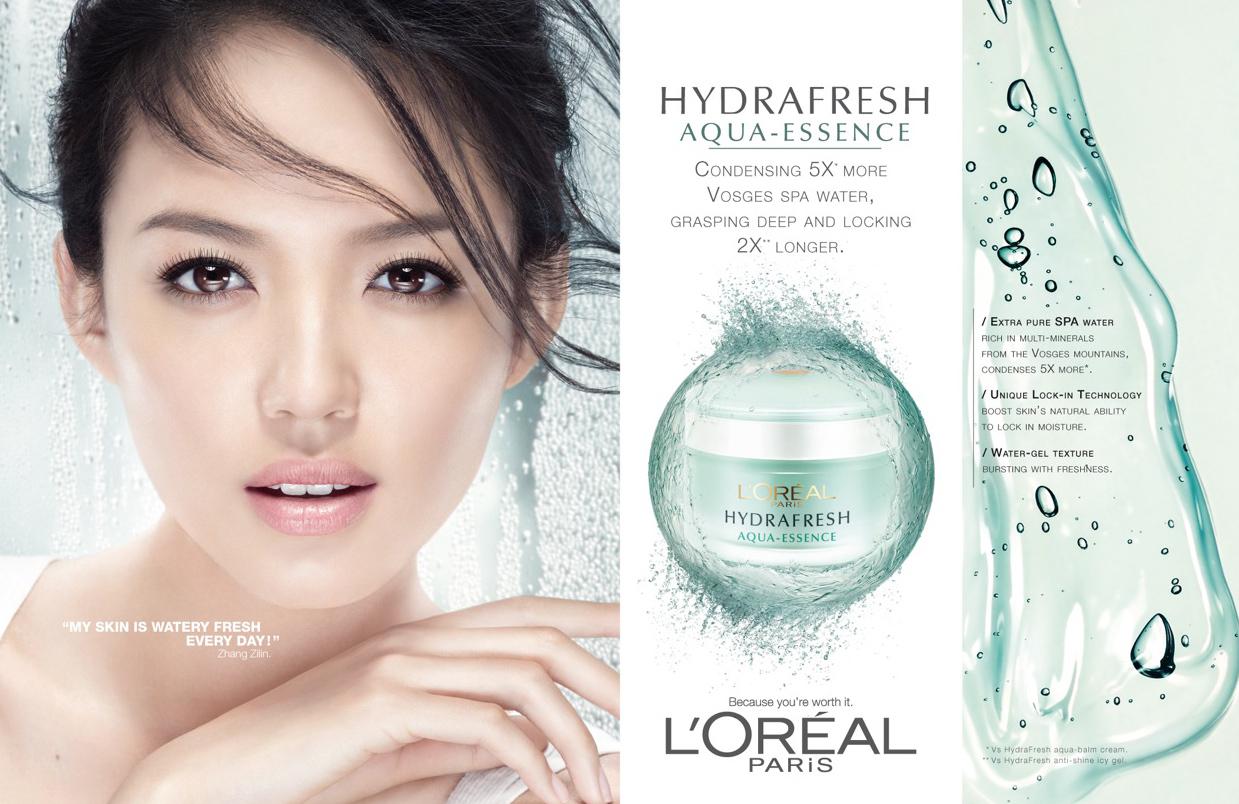 “MY SKIN IS WATERY FRESH
EVERY DAY!”
Zhang Zilin.
HYDRAFRESH
AQUA-ESSENCE
CONDENSING 5X* MORE
VOSGES SPA WATER,
GRASPING DEEP AND LOCKING
2X** LONGER.
L'ORÉAL
PARIS
HYDRAFRESH
AQUA-ESSENCE
Because you're worth it.
L'ORÉAL
PARiS
/ EXTRA PURE SPA WATER
RICH IN MULTI-MINERALS
FROM THE VOSGES MOUNTAINS,
CONDENSES 5X MORE*.
/ UNIQUE LOCK-IN TECHNOLOGY
BOOST SKIN'S NATURAL ABILITY
TO LOCK IN MOISTURE.
/ WATER-GEL TEXTURE
BURSTING WITH FRESHNESS.
* Vs HydraFresh aqua-balm cream.
** Vs HydraFresh anti-shine icy gel.